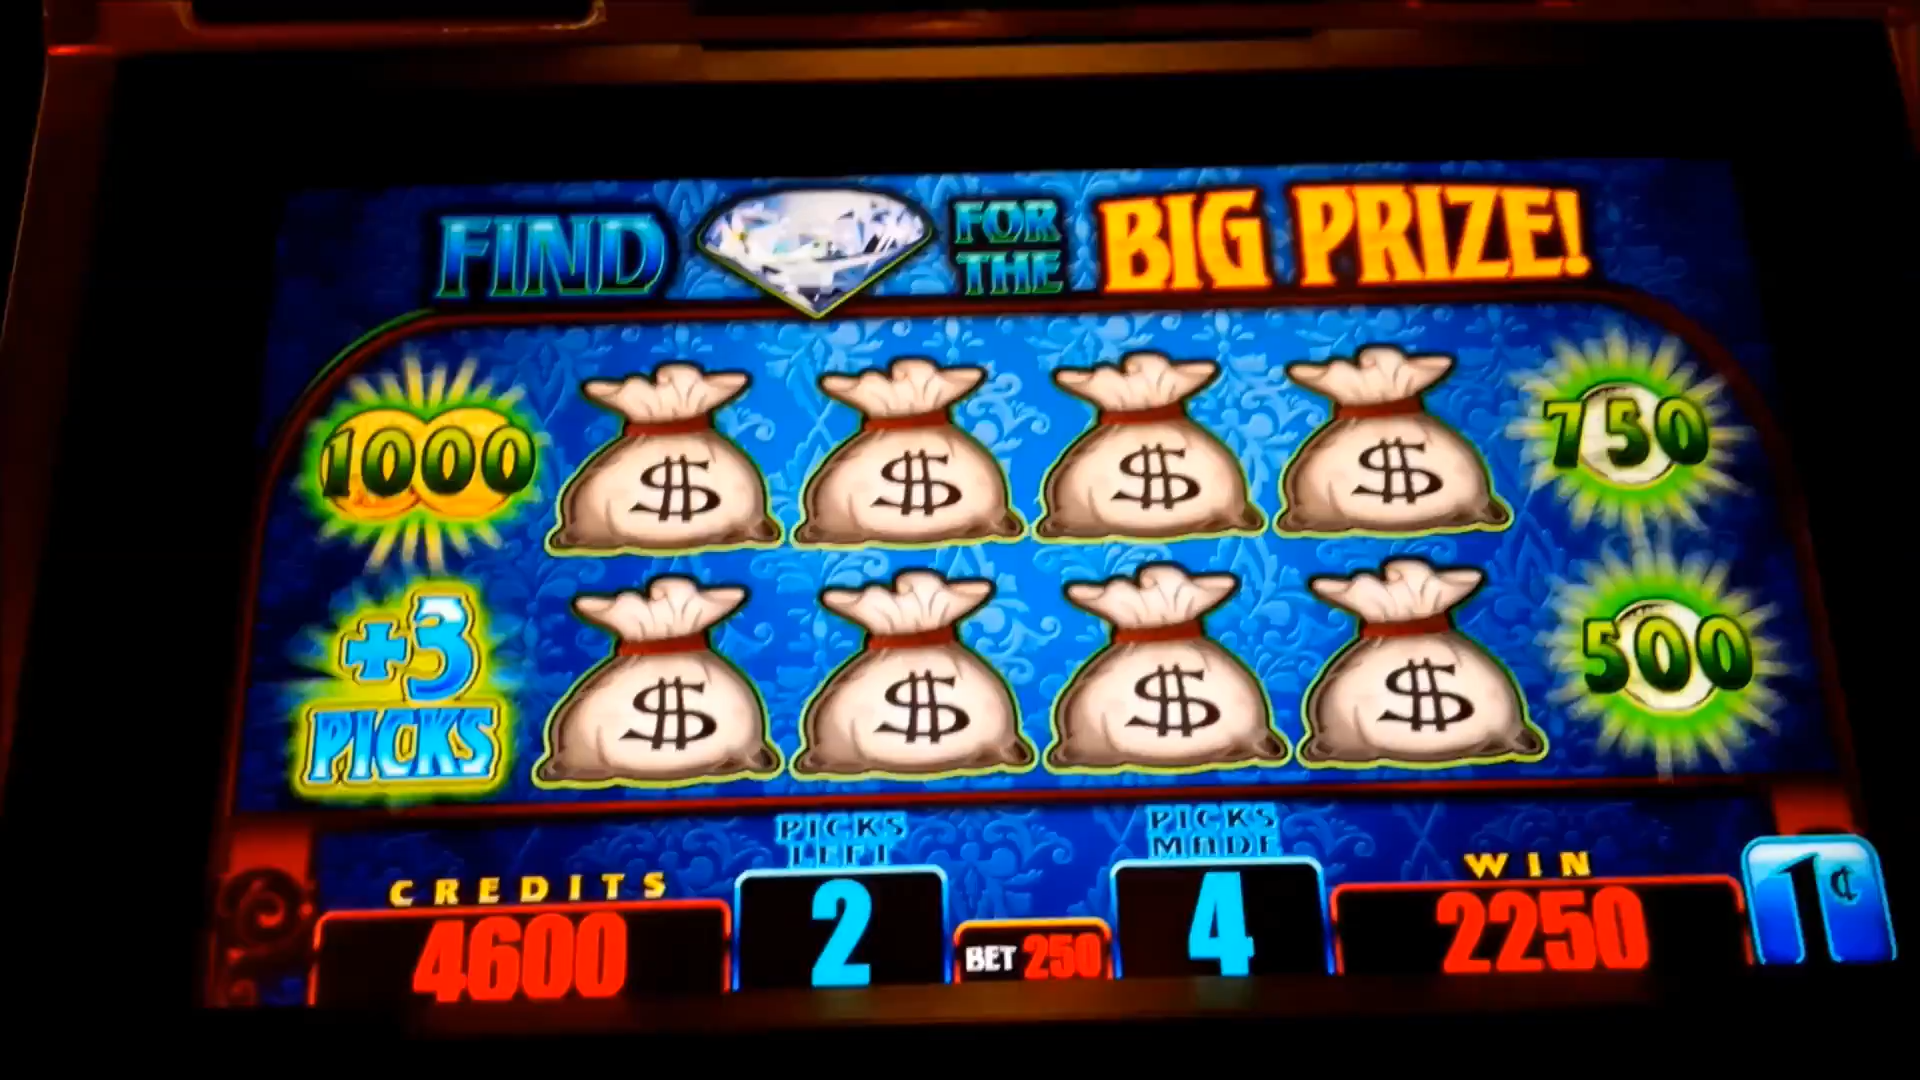 FIND FOR THE BIG PRIZE!
1000 $ $ $ $ 750
+3 PICKS $ $ $ $ 500
CREDITS PICKS LEFT PICKS MADE WIN
4600 2 BET 250 4 2250 1¢